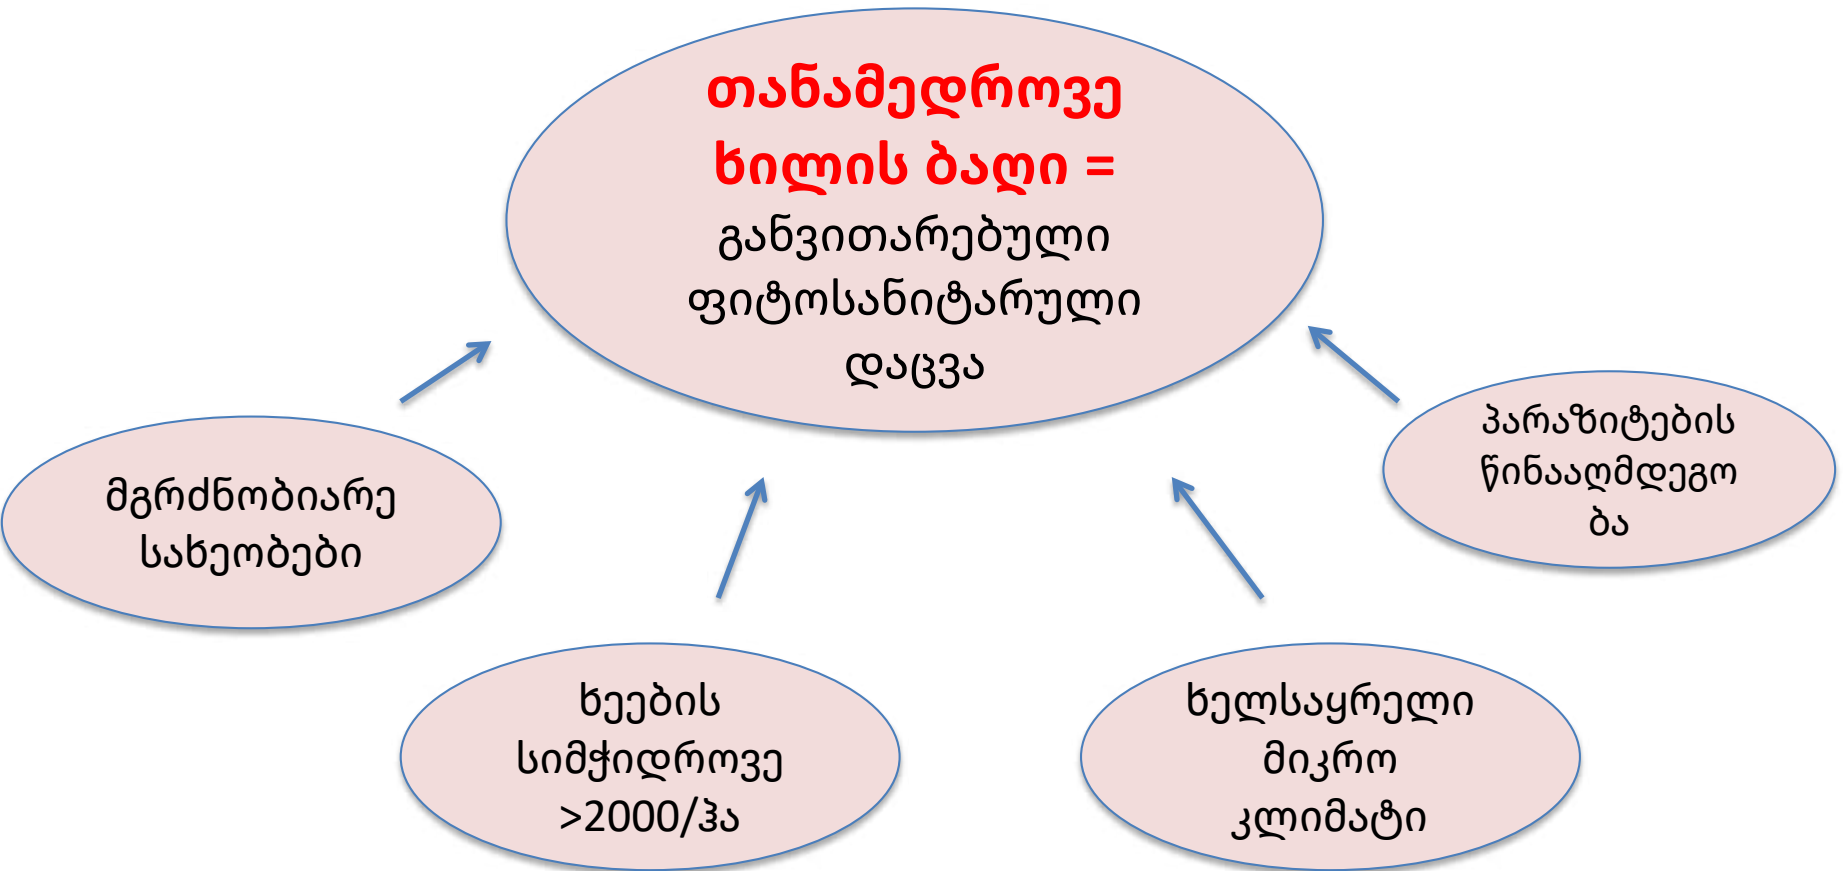 თანამედროვე
ხილის ბაღი =
განვითარებული
ფიტოსანიტარული
დაცვა
მგრძნობიარე
სახეობები
ხეების
სიმჭიდროვე
>2000/ჰა
ხელსაყრელი
მიკრო
კლიმატი
პარაზიტების
წინააღმდეგო
ბა